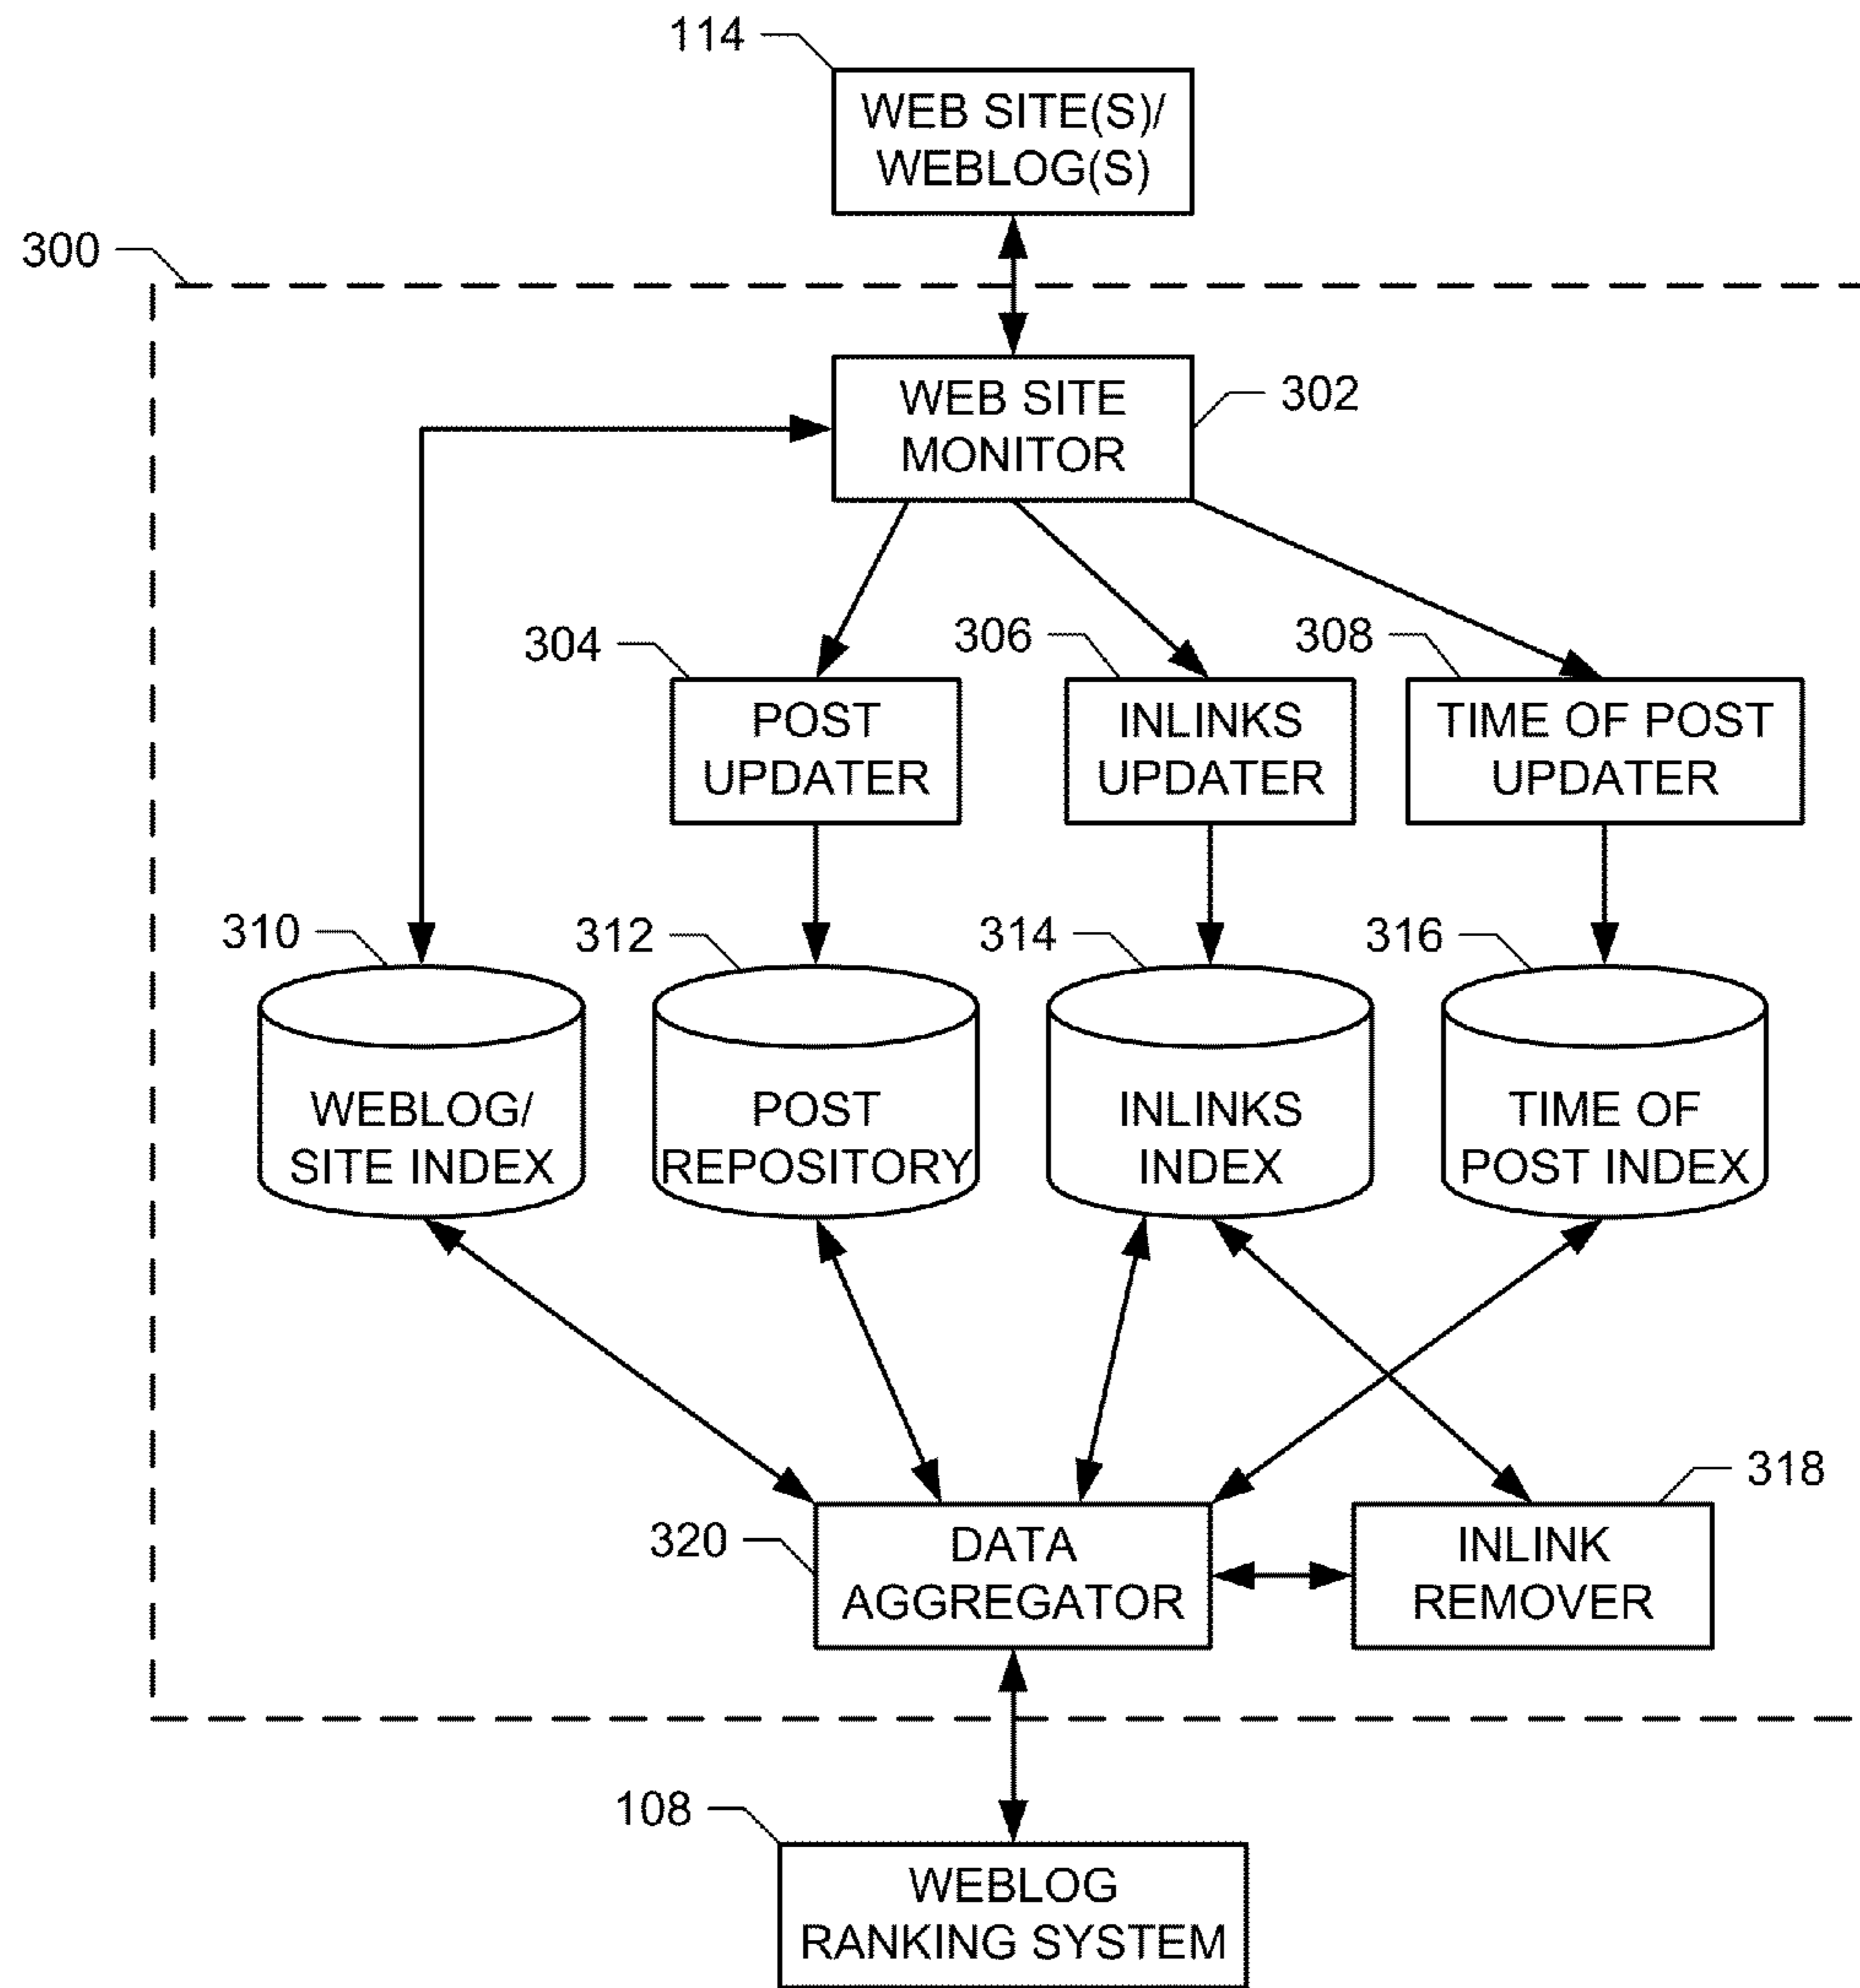 114
WEB SITE(S)/
WEBLOG(S)
300
WEB SITE
MONITOR
302
304
306
308
POST
UPDATER
INLINKS
UPDATER
TIME OF POST
UPDATER
310
312
314
316
WEBLOG/
SITE INDEX
POST
REPOSITORY
INLINKS
INDEX
TIME OF
POST INDEX
318
320
DATA
AGGREGATOR
INLINK
REMOVER
108
WEBLOG
RANKING SYSTEM